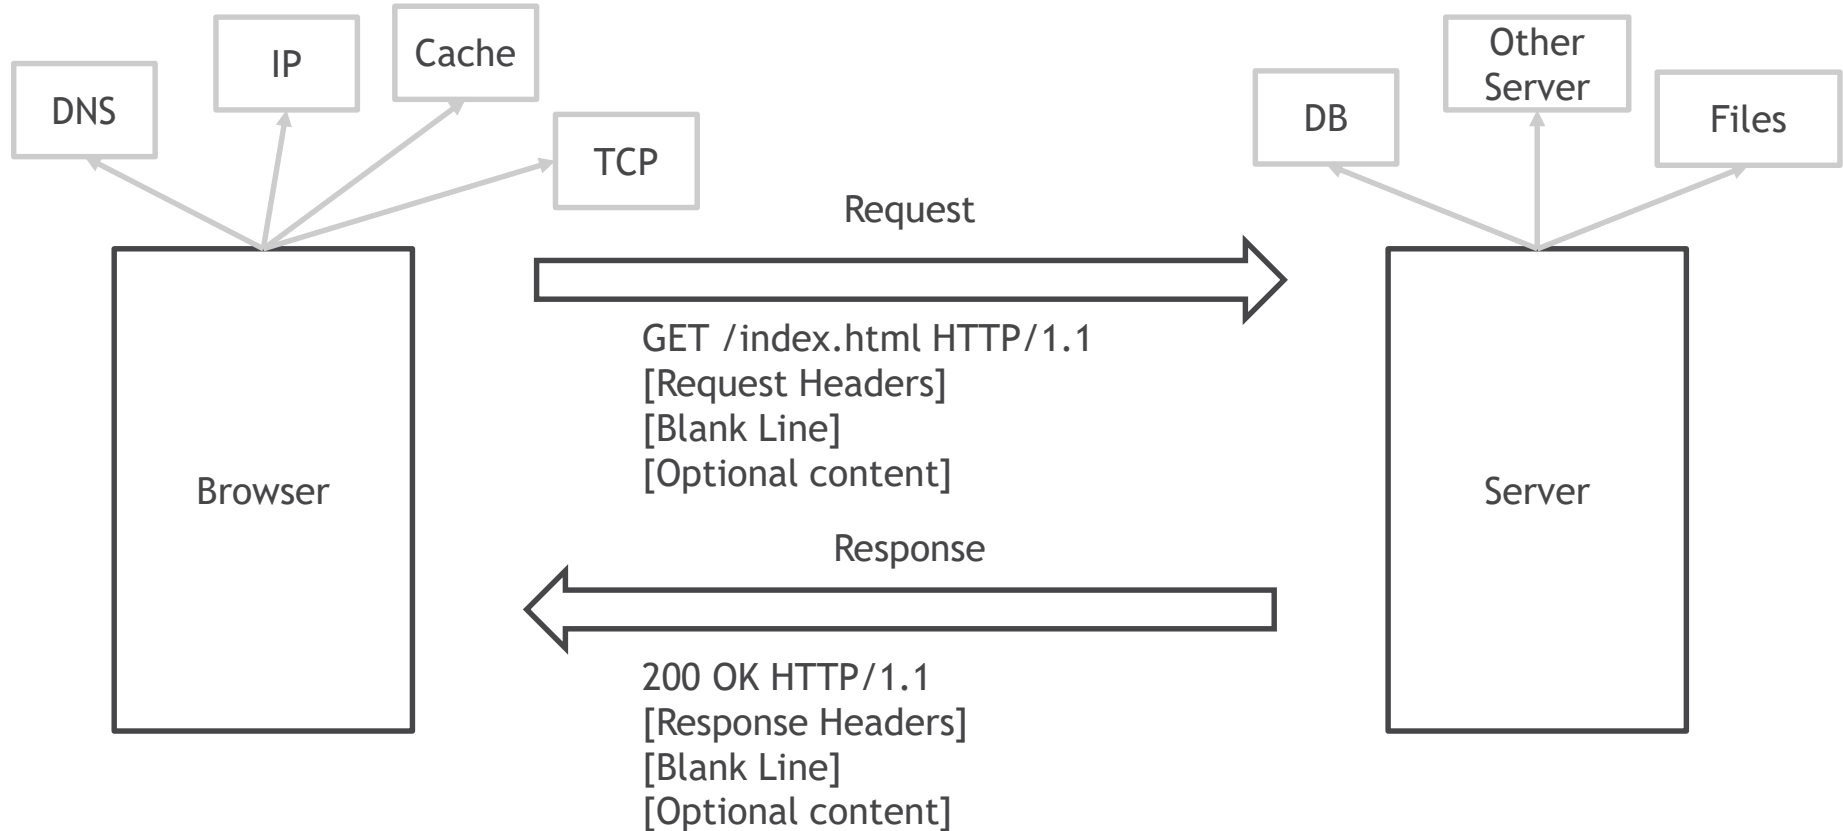 DNS
IP
Cache
TCP
DB
Other
Server
Files
Request
GET /index.html HTTP/1.1
[Request Headers]
[Blank Line]
[Optional content]
Browser
Server
Response
200 OK HTTP/1.1
[Response Headers]
[Blank Line]
[Optional content]